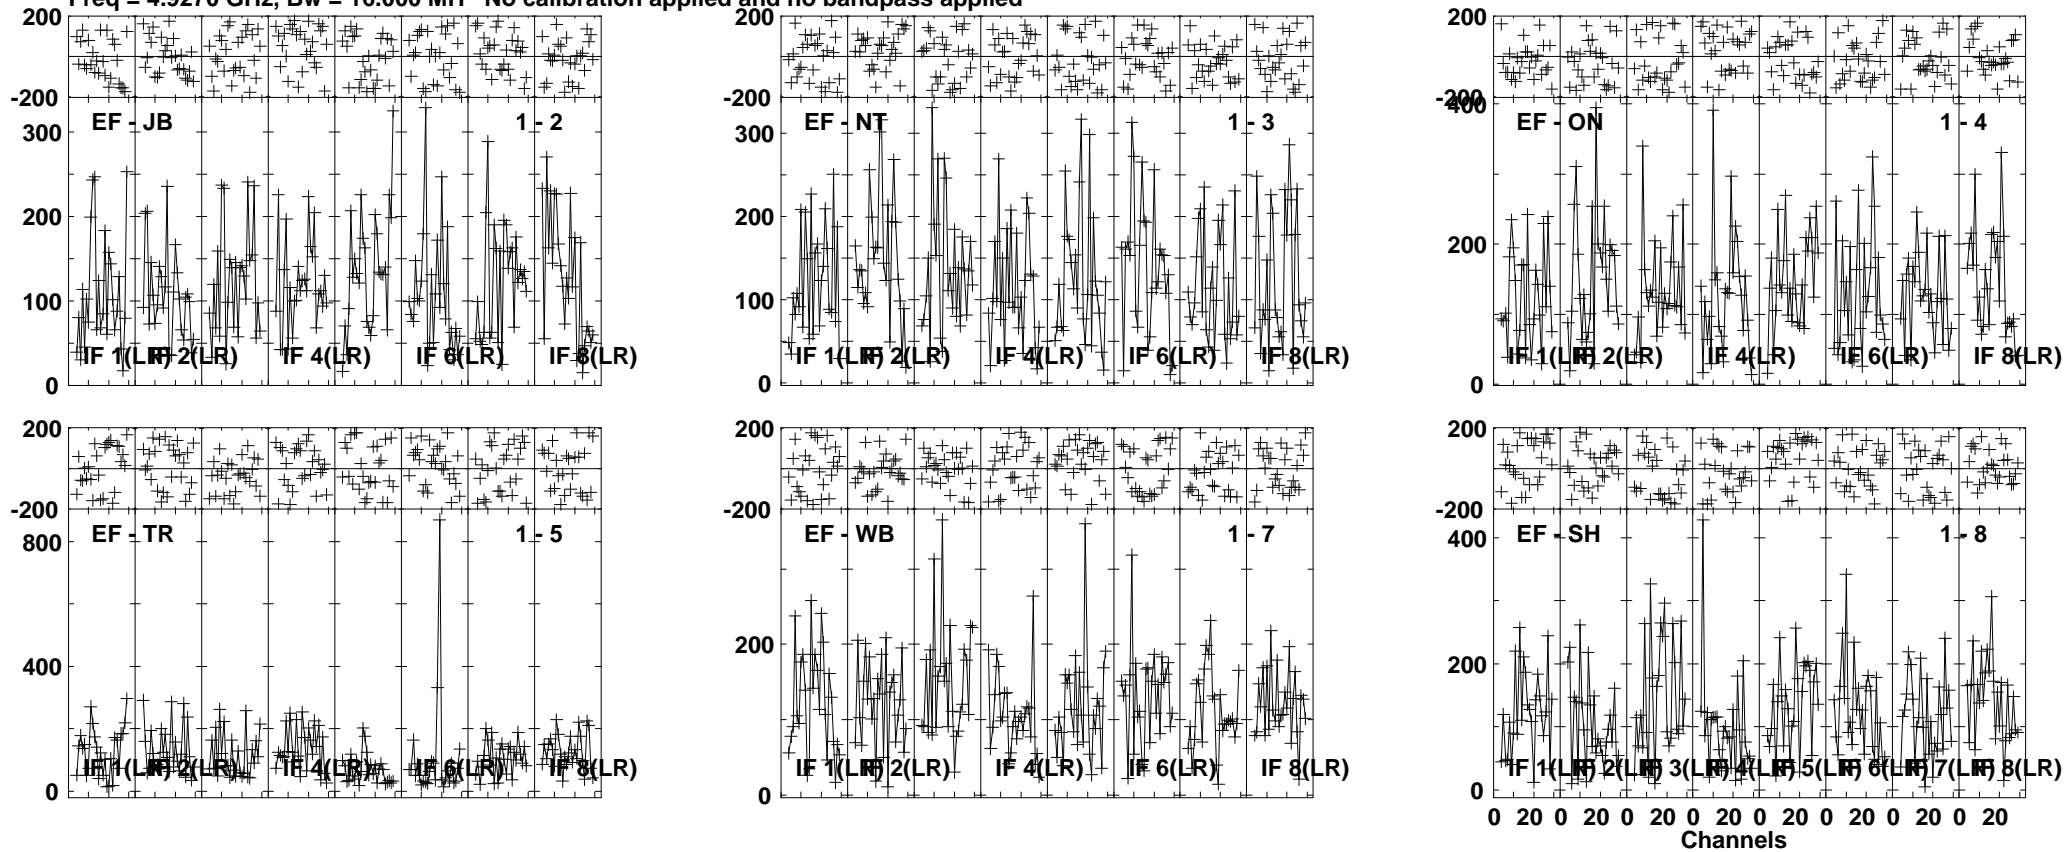 Freq = 4.9270 GHz, Bw = 16.000 MH No calibration applied and no bandpass applied
200
-200
300
200
100
0
EF - JB
1 - 2
IF 1(LR)
IF 2(LR)
IF 4(LR)
IF 6(LR)
IF 8(LR)
200
-200
300
200
100
0
EF - NT
1 - 3
IF 1(LR)
IF 2(LR)
IF 4(LR)
IF 6(LR)
IF 8(LR)
200
-200
400
200
0
EF - ON
1 - 4
IF 1(LR)
IF 2(LR)
IF 4(LR)
IF 6(LR)
IF 8(LR)
200
-200
800
400
0
EF - TR
1 - 5
IF 1(LR)
IF 2(LR)
IF 4(LR)
IF 6(LR)
IF 8(LR)
200
-200
200
0
EF - WB
1 - 7
IF 1(LR)
IF 2(LR)
IF 4(LR)
IF 6(LR)
IF 8(LR)
200
-200
400
200
0
EF - SH
1 - 8
IF 1(LR)
IF 2(LR)
IF 3(LR)
IF 4(LR)
IF 5(LR)
IF 6(LR)
IF 7(LR)
IF 8(LR)
0 20 0 20 0 20 0 20 0 20 0 20 0 20 0 20
Channels